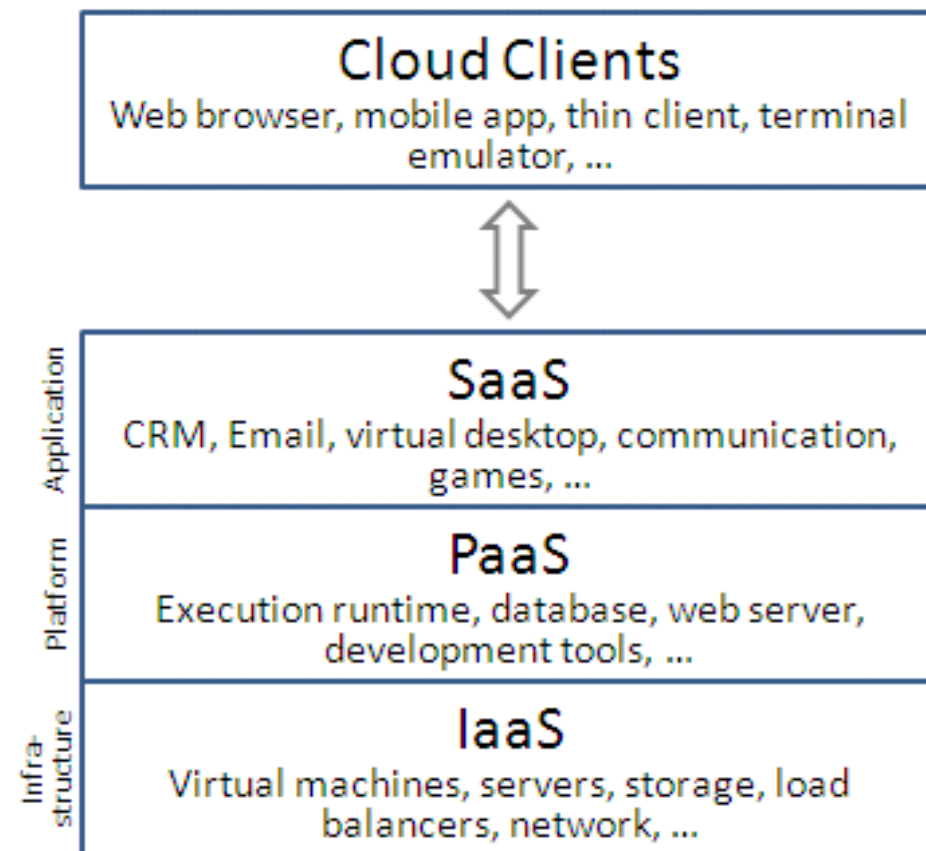 Cloud Clients
Web browser, mobile app, thin client, terminal
emulator, ...
Application
SaaS
CRM, Email, virtual desktop, communication,
games, ...
Platform
PaaS
Execution runtime, database, web server,
development tools, ...
Infra-
structure
IaaS
Virtual machines, servers, storage, load
balancers, network, ...